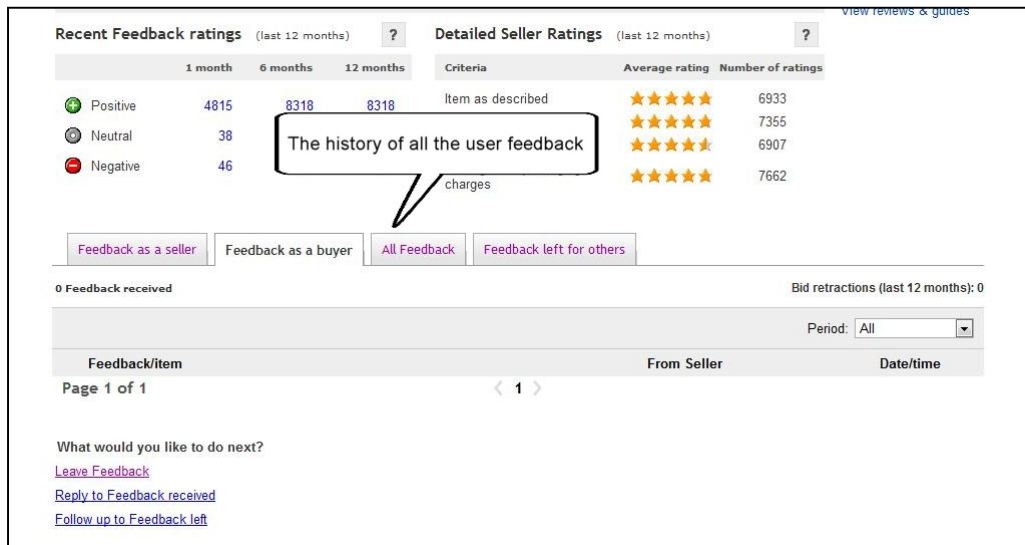 View reviews & guides
Recent Feedback ratings (last 12 months) ? Detailed Seller Ratings (last 12 months) ?
1 month 6 months 12 months Criteria Average rating Number of ratings
Positive 4815 8318 8318 Item as described 6933
7355
Neutral 38 The history of all the user feedback 6907
Negative 46 7662
charges
Feedback as a seller Feedback as a buyer All Feedback Feedback left for others
0 Feedback received Bid retractions (last 12 months): 0
Period: All
Feedback/item From Seller Date/time
Page 1 of 1 < 1 >
What would you like to do next?
Leave Feedback
Reply to Feedback received
Follow up to Feedback left